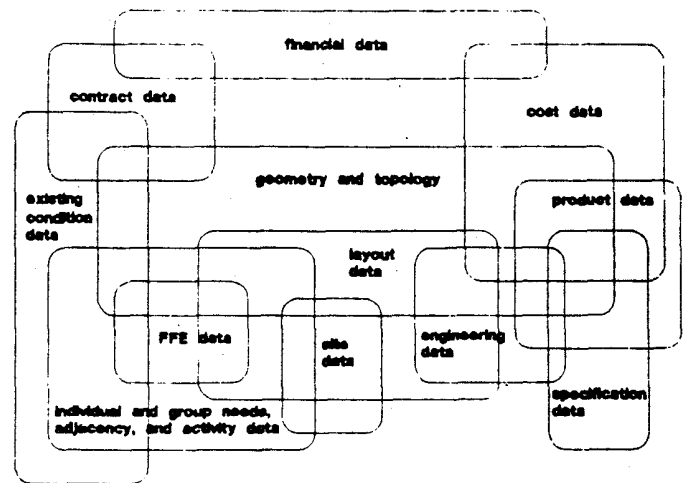 financial data
contract data
cost data
geometry and topology
existing
condition
data
product data
layout
data
FFE data
site
data
engineering
data
specification
data
individual and group needs,
adjacency, and activity data